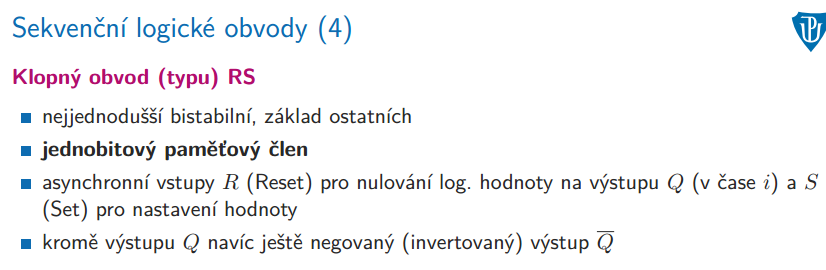 Sekvenční logické obvody (4)
Klopný obvod (typu) RS
nejjednodušší bistabilní, základ ostatních
jednobitový paměťový člen
asynchronní vstupy R (Reset) pro nulování log. hodnoty na výstupu Q (v čase i) a S
(Set) pro nastavení hodnoty
kromě výstupu Q navíc ještě negovaný (invertovaný) výstup Q̅